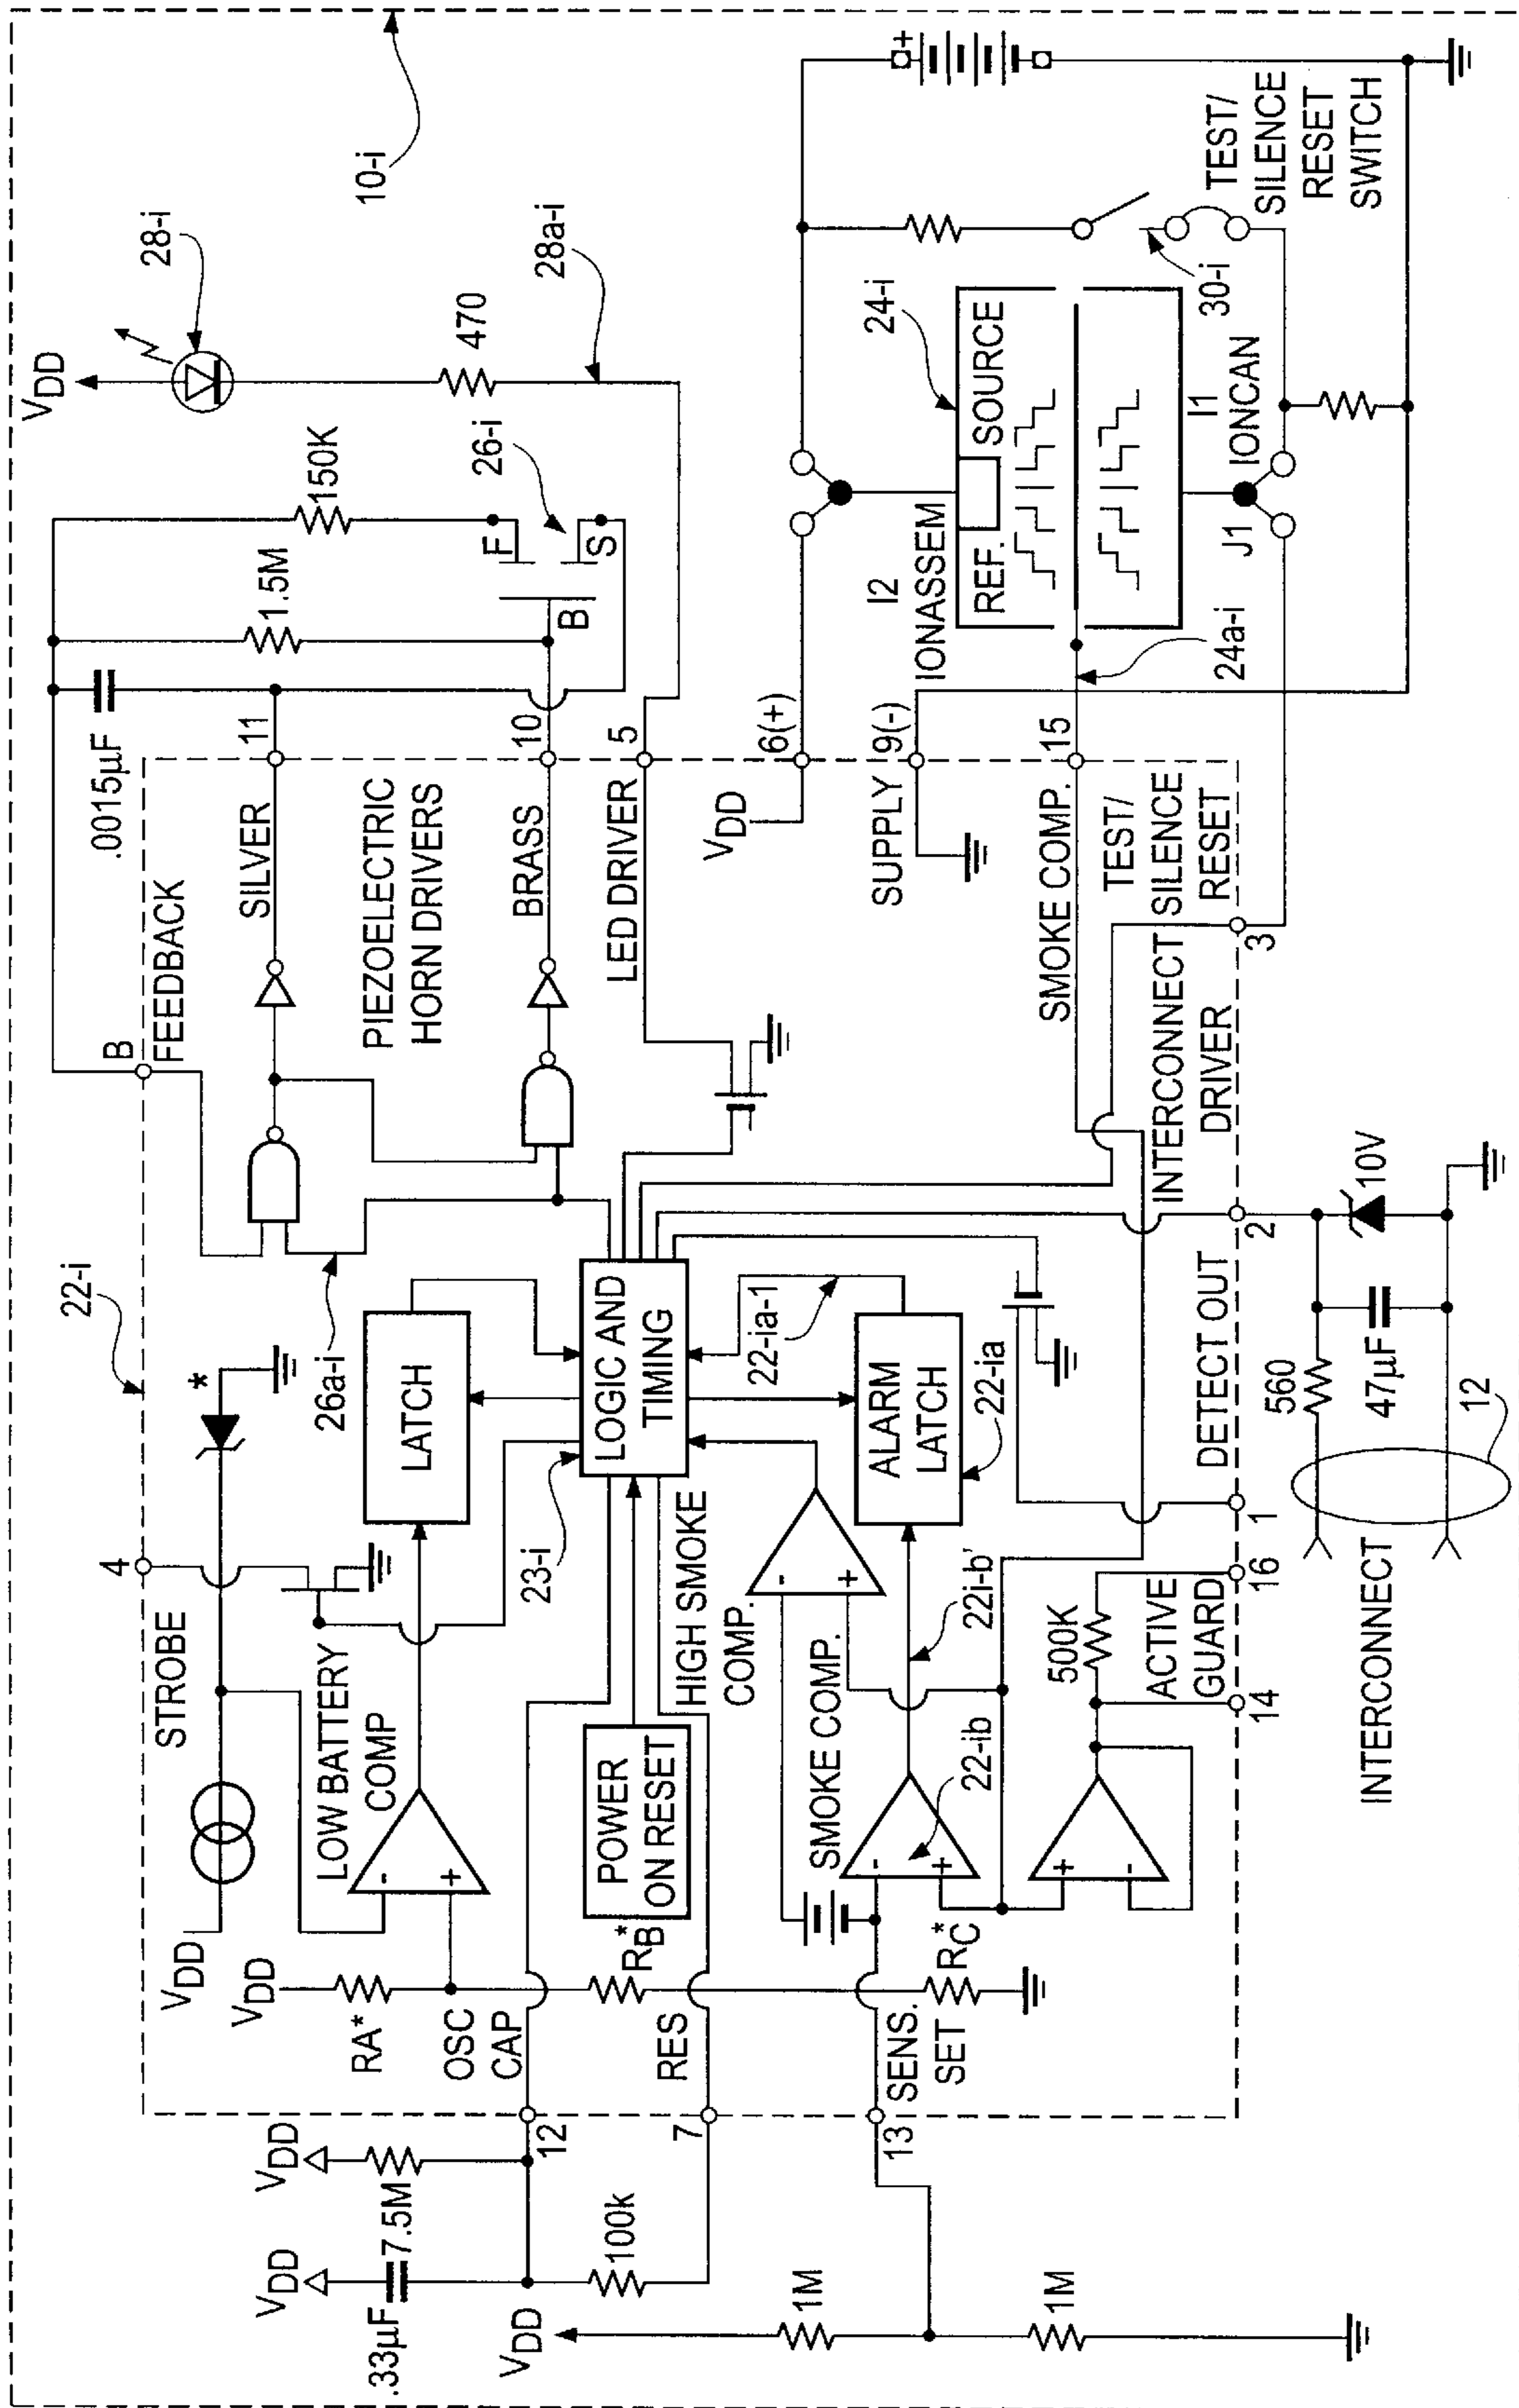 10-i
28-i
VDD
470
28a-i
150K
26-i
1.5M
F
S
B
.0015µF
11
10
5
FEEDBACK
B
SILVER
PIEZOELECTRIC
HORN DRIVERS
BRASS
LED DRIVER
VDD
6(+)
SUPPLY
9(-)
SMOKE COMP.
15
TEST/
SILENCE
RESET
3
INTERCONNECT
DRIVER
2
+
TEST/
SILENCE
RESET
SWITCH
30-i
24-i
SOURCE
REF.
I2
IONASSEM
I1
IONCAN
J1
24a-i
22-i
*
26a-i
LATCH
4
STROBE
LOW BATTERY
COMP
-
+
VDD
VDD
RA*
OSC
CAP
12
RB*
RC*
LOGIC AND
TIMING
23-i
POWER
ON RESET
RES
7
HIGH SMOKE
COMP.
-
+
22-ia-1
ALARM
LATCH
22-ia
22i-b'
SMOKE COMP.
-
+
22-ib
SENS.
SET
13
+
-
500K
ACTIVE
GUARD
14
16
1
DETECT OUT
10V
560
47µF
12
INTERCONNECT
VDD
7.5M
VDD
.33µF
100k
VDD
1M
1M